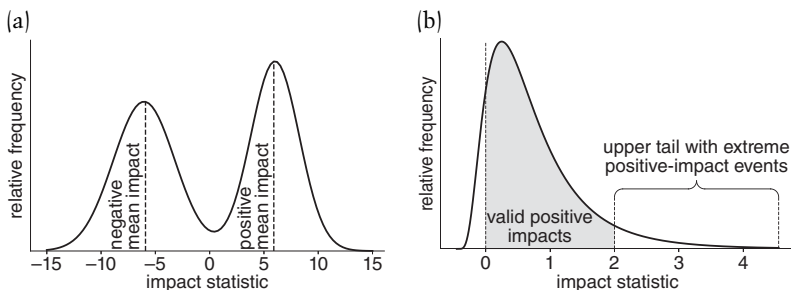 (a)
relative frequency
negative
mean impact
positive
mean impact
−15 −10 −5 0 5 10 15
impact statistic
(b)
relative frequency
upper tail with extreme
positive-impact events
valid positive
impacts
0 1 2 3 4
impact statistic